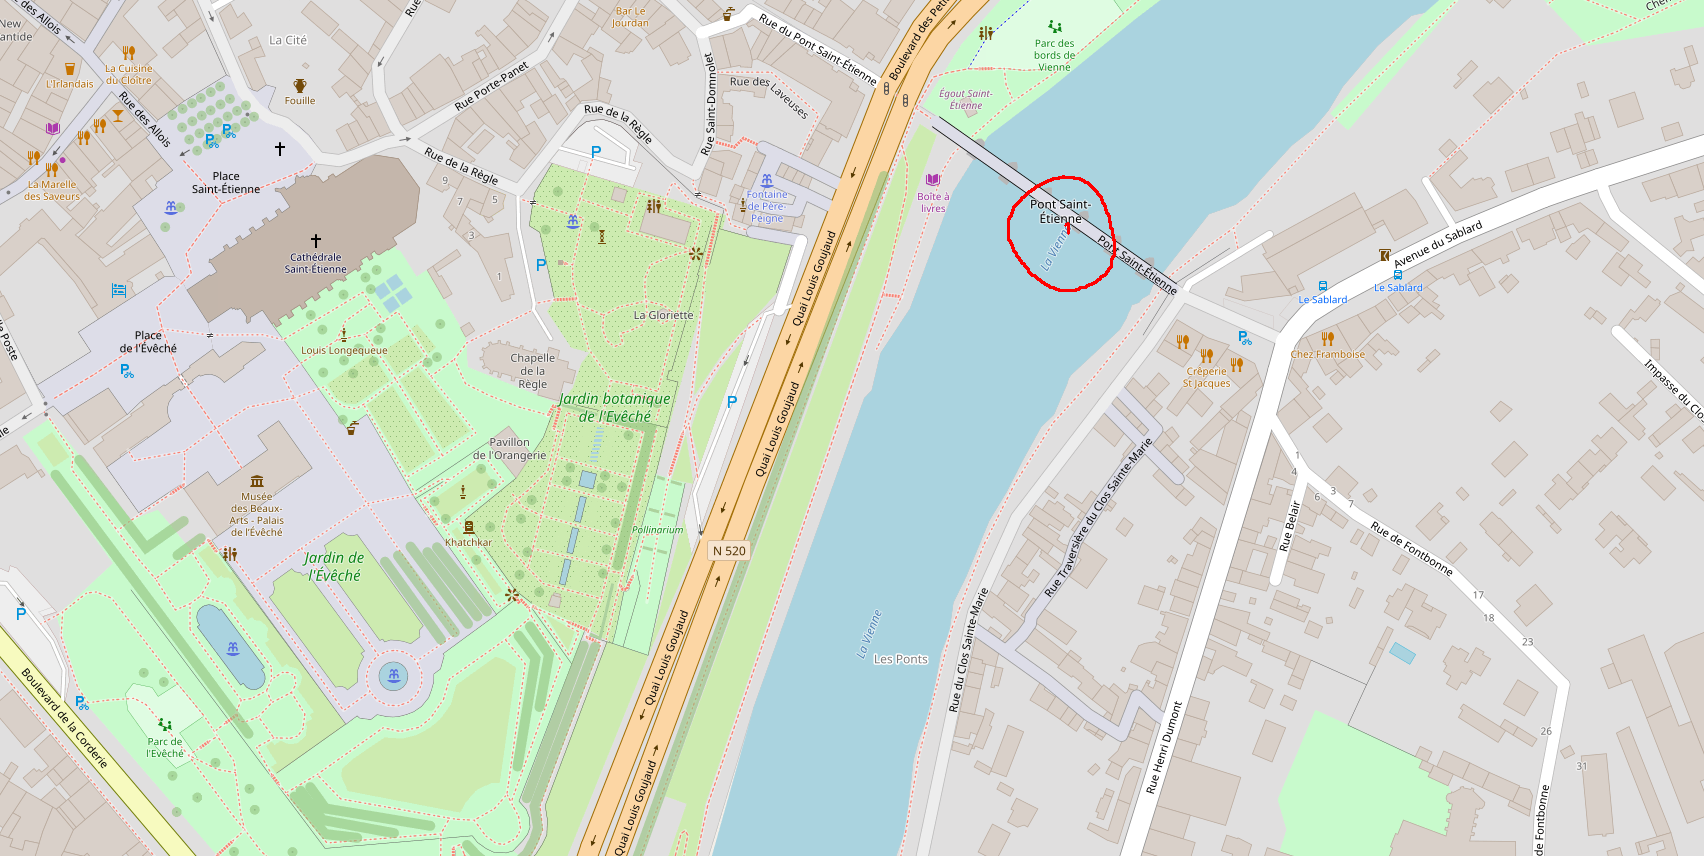 New
antide
des Allois
L'Irlandais
La Cuisine
du Cloître
La Cité
Fouille
Rue
Bar Le
Jourdan
Rue du Pont Saint-Étienne
Boulevard des Petit
Parc des
bords de
Vienne
Égout Saint-
Étienne
Rue Porte-Panet
Rue des Allois
Rue Saint-Domnolet
Rue des Laveuses
Rue de la Règle
Rue de la Règle
La Marelle
des Saveurs
Place
Saint-Étienne
Cathédrale
Saint-Étienne
9
7
5
3
1
P
P
Fontaine
de Père-
Peigne
Boîte à
livres
Pont Saint-
Étienne
La Vienne
Pont Saint-Étienne
Avenue du Sablard
Le Sablard
Le Sablard
Chez Framboise
Crêperie
St Jacques
Impasse du Clos
la Poste
Place
de l'Évêché
Louis Longequeue
La Gloriette
Chapelle
de la
Règle
Jardin botanique
de l'Evêché
Pavillon
de l'Orangerie
P
Quai Louis Goujaud
Quai Louis Goujaud
Musée
des Beaux-
Arts - Palais
de l'Évêché
Khatchkar
Pollinarium
N 520
Jardin de
l'Évêché
P
Rue Traversière du Clos Sainte-Marie
1
4
6
3
7
Rue Belair
Rue de Fontbonne
17
18
23
26
31
La Vienne
Les Ponts
Rue du Clos Sainte-Marie
Quai Louis Goujaud
Quai Louis Goujaud
Rue Henri Dumont
Boulevard de la Corderie
Parc de
l'Evêché
de Fontbonne